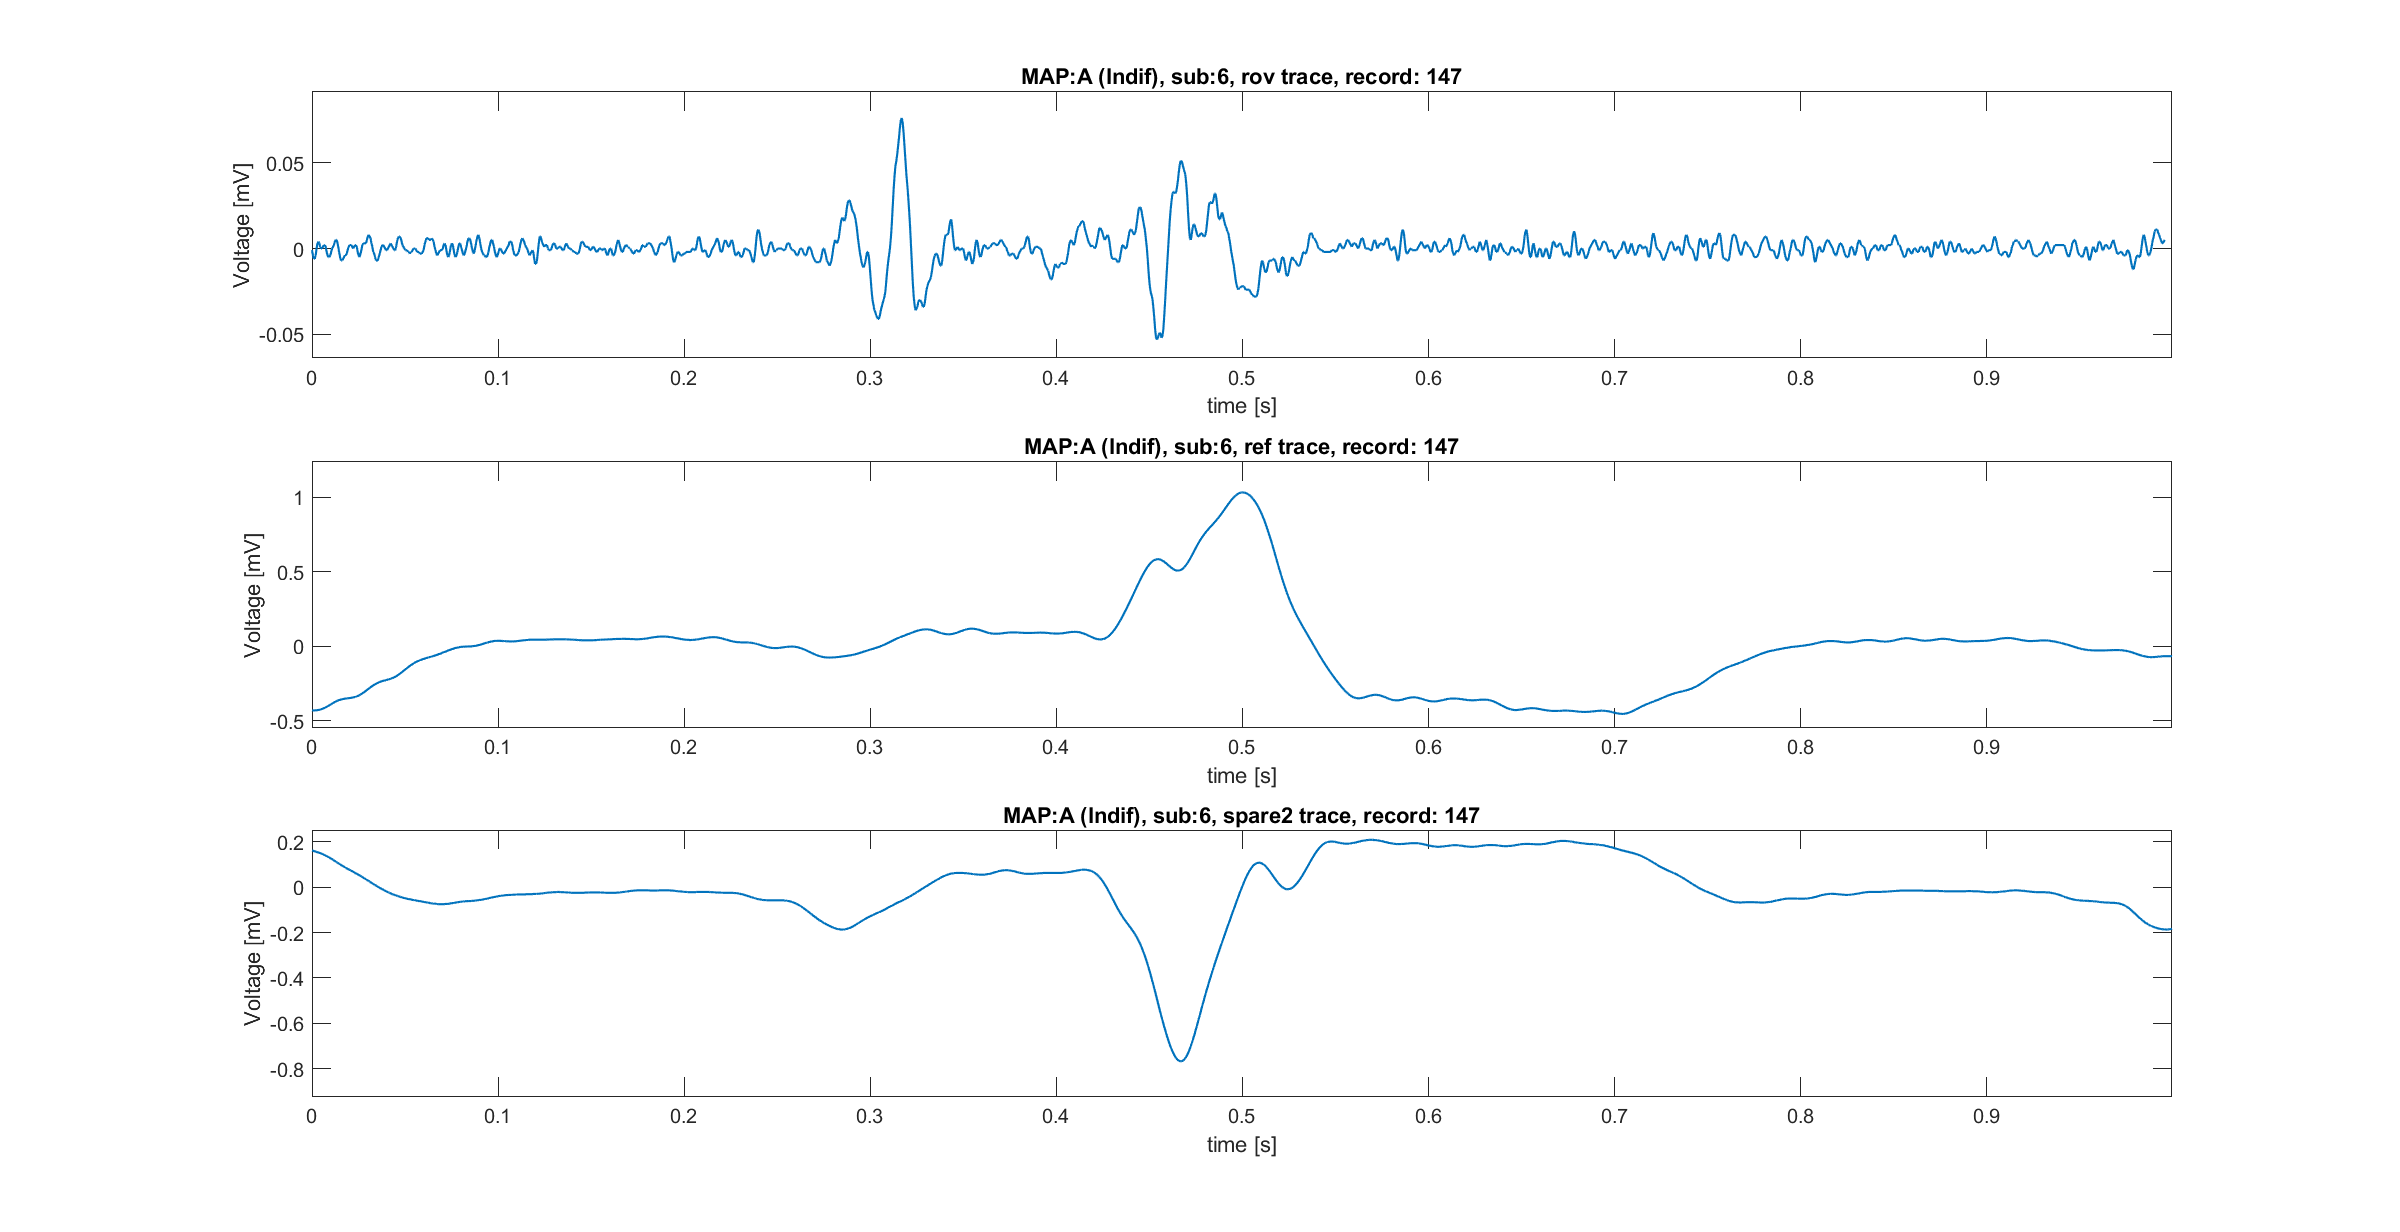 MAP:A (Indif), sub:6, rov trace, record: 147
Voltage [mV]
0.05
0
-0.05
0 0.1 0.2 0.3 0.4 0.5 0.6 0.7 0.8 0.9
time [s]
MAP:A (Indif), sub:6, ref trace, record: 147
Voltage [mV]
1
0.5
0
-0.5
0 0.1 0.2 0.3 0.4 0.5 0.6 0.7 0.8 0.9
time [s]
MAP:A (Indif), sub:6, spare2 trace, record: 147
Voltage [mV]
0.2
0
-0.2
-0.4
-0.6
-0.8
0 0.1 0.2 0.3 0.4 0.5 0.6 0.7 0.8 0.9
time [s]